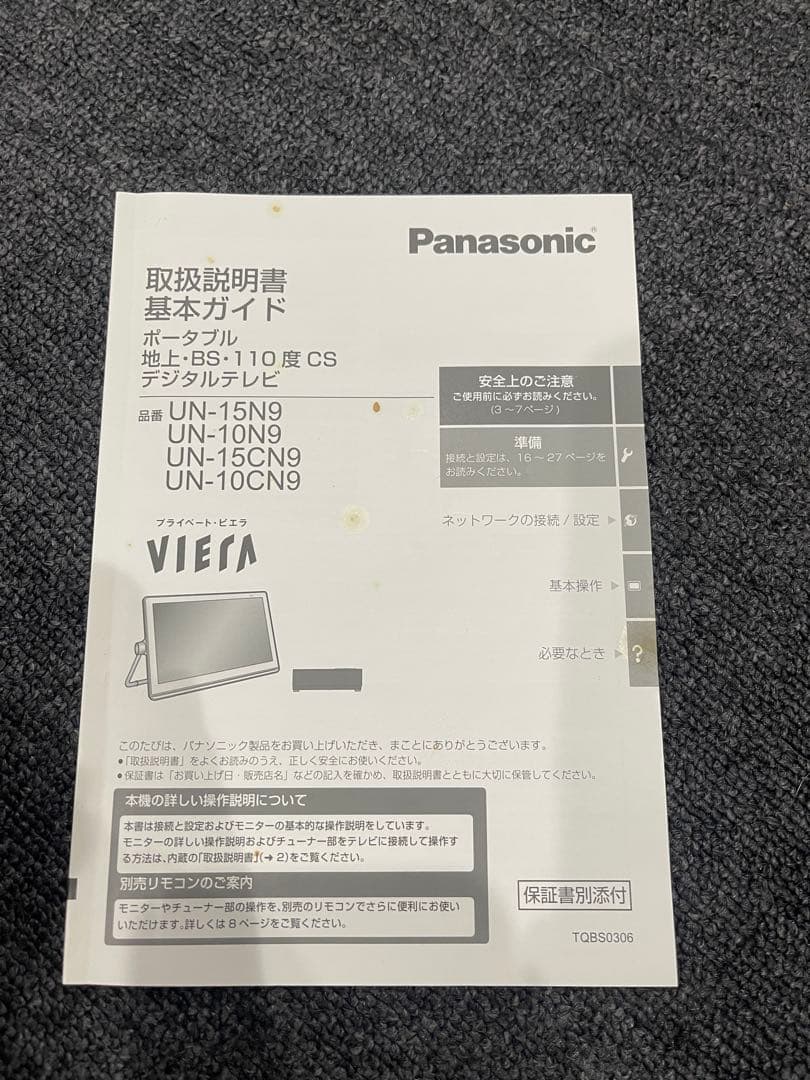 Panasonic®
取扱説明書
基本ガイド
ポータブル
地上・BS・110度CS
デジタルテレビ
品番 UN-15N9
UN-10N9
UN-15CN9
UN-10CN9
プライベート・ビエラ
VIErA
安全上のご注意
ご使用前に必ずお読みください。
(3～7ページ)
準備
接続と設定は、16～27ページを
お読みください。
ネットワークの接続/設定 ▶
基本操作 ▶
必要なとき ▶ ?
このたびは、パナソニック製品をお買い上げいただき、まことにありがとうございます。
●「取扱説明書」をよくお読みのうえ、正しく安全にお使いください。
●保証書は「お買い上げ日・販売店名」などの記入を確かめ、取扱説明書とともに大切に保管してください。
本機の詳しい操作説明について
本書は接続と設定およびモニターの基本的な操作説明をしています。
モニターの詳しい操作説明およびチューナー部をテレビに接続して操作す
る方法は、内蔵の「取扱説明書」(➔2)をご覧ください。
別売リモコンのご案内
モニターやチューナー部の操作を、別売のリモコンでさらに便利にお使い
いただけます。詳しくは8ページをご覧ください。
保証書別添付
TQBS0306